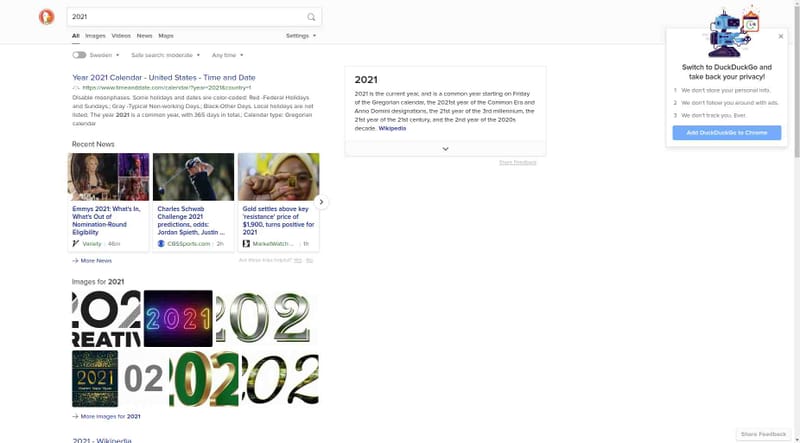 2021
All Images Videos News Maps Settings
Sweden Safe search: moderate Any time
Year 2021 Calendar - United States - Time and Date
https://www.timeanddate.com/calendar/?year=2021&country=1
Disable moonphases. Some holidays and dates are color-coded: Red -Federal Holidays
and Sundays.; Gray -Typical Non-working Days.; Black-Other Days. Local holidays are not
listed. The year 2021 is a common year, with 365 days in total.; Calendar type: Gregorian
calendar
Recent News
Emmys 2021: What's In,
What's Out of
Nomination-Round
Eligibility
Variety 46m
Charles Schwab
Challenge 2021
predictions, odds:
Jordan Spieth, Justin ...
CBSSports.com 2h
Gold settles above key
'resistance' price of
$1,900, turns positive for
2021
MarketWatch ... 1h
More News
Are these links helpful? Yes No
Images for 2021
202
REATIV
2021
202
2021
02
202
202
More Images for 2021
2021 - Wikipedia
2021
2021 is the current year, and is a common year starting on Friday
of the Gregorian calendar, the 2021st year of the Common Era and
Anno Domini designations, the 21st year of the 3rd millennium, the
21st year of the 21st century, and the 2nd year of the 2020s
decade. Wikipedia
Share Feedback
Switch to DuckDuckGo and
take back your privacy!
1 We don't store your personal info.
2 We don't follow you around with ads.
3 We don't track you. Ever.
Add DuckDuckGo to Chrome
Share Feedback